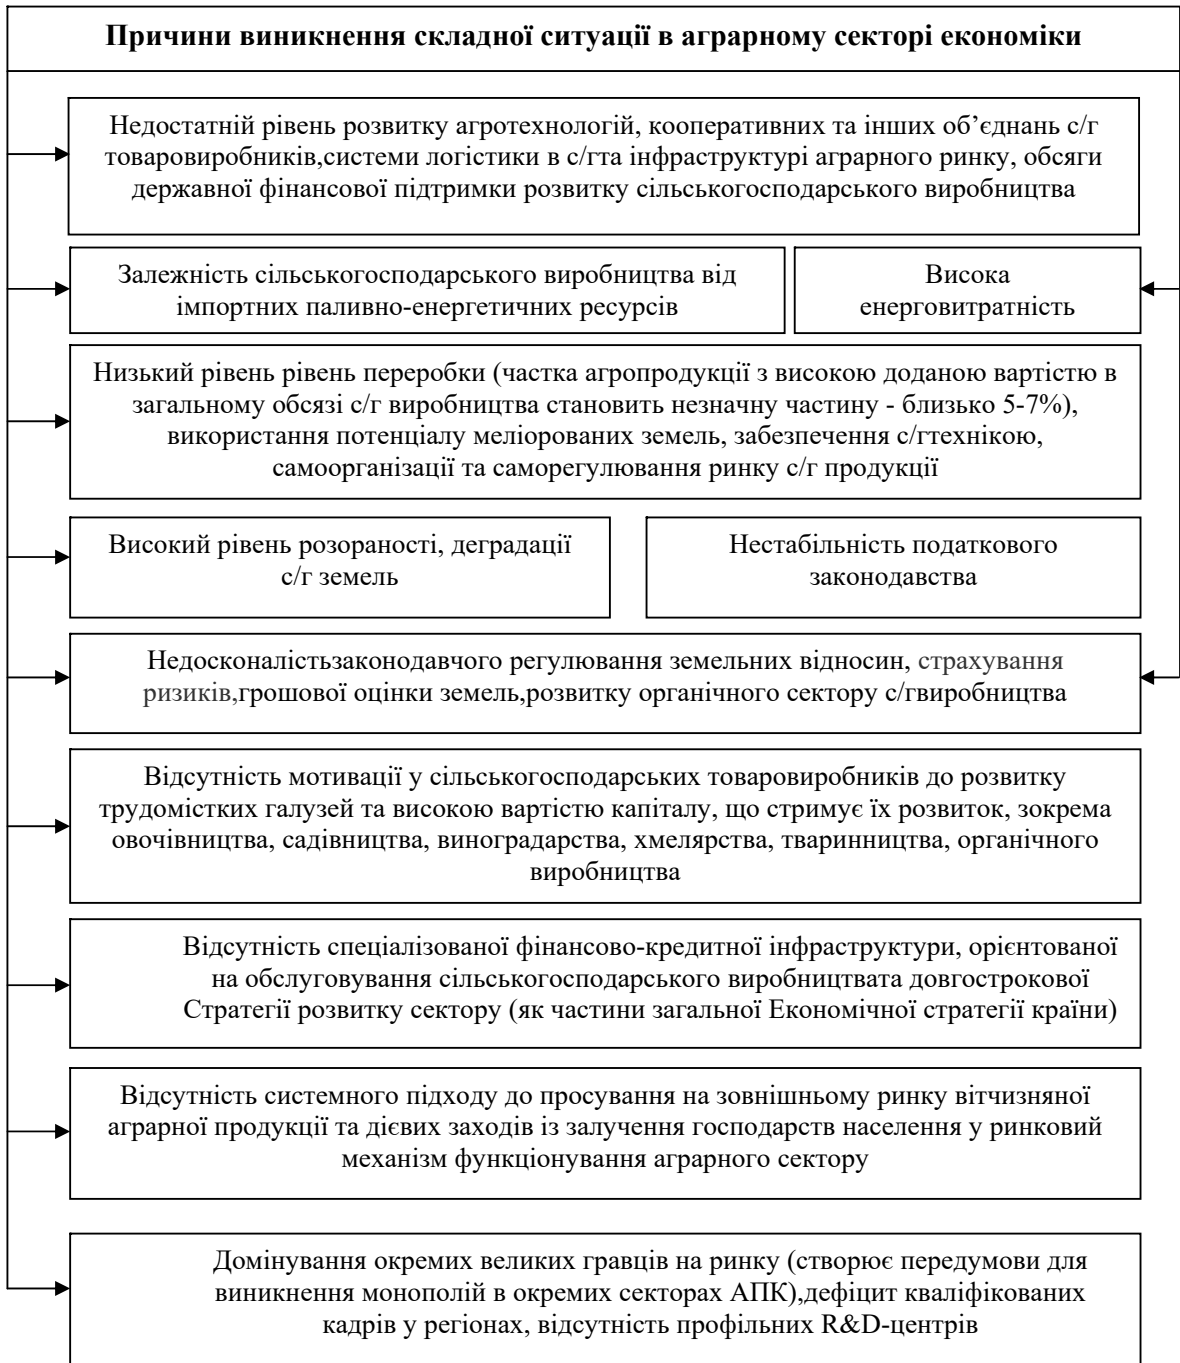 Причини виникнення складної ситуації в аграрному секторі економіки
Недостатній рівень розвитку агротехнологій, кооперативних та інших об’єднань с/г
товаровиробників,системи логістики в с/гта інфраструктурі аграрного ринку, обсяги
державної фінансової підтримки розвитку сільськогосподарського виробництва
Залежність сільськогосподарського виробництва від
імпортних паливно-енергетичних ресурсів
Висока
енерговитратність
Низький рівень рівень переробки (частка агропродукції з високою доданою вартістю в
загальному обсязі с/г виробництва становить незначну частину - близько 5-7%),
використання потенціалу меліорованих земель, забезпечення с/гтехнікою,
самоорганізації та саморегулювання ринку с/г продукції
Високий рівень розораності, деградації
с/г земель
Нестабільність податкового
законодавства
Недосконалістьзаконодавчого регулювання земельних відносин, страхування
ризиків,грошової оцінки земель,розвитку органічного сектору с/гвиробництва
Відсутність мотивації у сільськогосподарських товаровиробників до розвитку
трудомістких галузей та високою вартістю капіталу, що стримує їх розвиток, зокрема
овочівництва, садівництва, виноградарства, хмелярства, тваринництва, органічного
виробництва
Відсутність спеціалізованої фінансово-кредитної інфраструктури, орієнтованої
на обслуговування сільськогосподарського виробництвата довгострокової
Стратегії розвитку сектору (як частини загальної Економічної стратегії країни)
Відсутність системного підходу до просування на зовнішньому ринку вітчизняної
аграрної продукції та дієвих заходів із залучення господарств населення у ринковий
механізм функціонування аграрного сектору
Домінування окремих великих гравців на ринку (створює передумови для
виникнення монополій в окремих секторах АПК),дефіцит кваліфікованих
кадрів у регіонах, відсутність профільних R&D-центрів